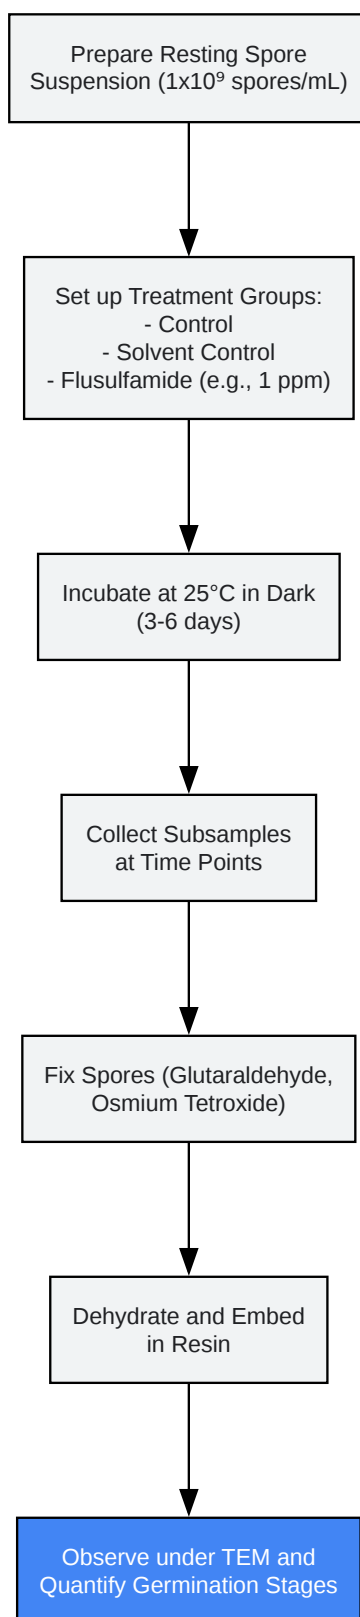 Prepare Resting Spore
Suspension (1x10⁹ spores/mL)
Set up Treatment Groups:
- Control
- Solvent Control
- Flusulfamide (e.g., 1 ppm)
Incubate at 25°C in Dark
(3-6 days)
Collect Subsamples
at Time Points
Fix Spores (Glutaraldehyde,
Osmium Tetroxide)
Dehydrate and Embed
in Resin
Observe under TEM and
Quantify Germination Stages